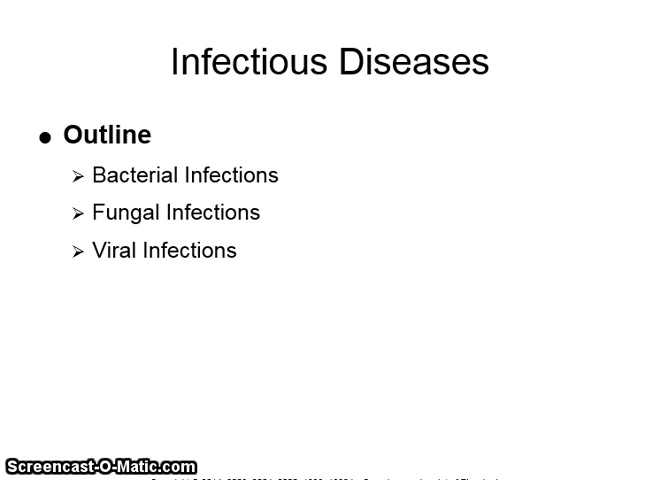 Infectious Diseases
● Outline
➢ Bacterial Infections
➢ Fungal Infections
➢ Viral Infections
Screencast-O-Matic.com